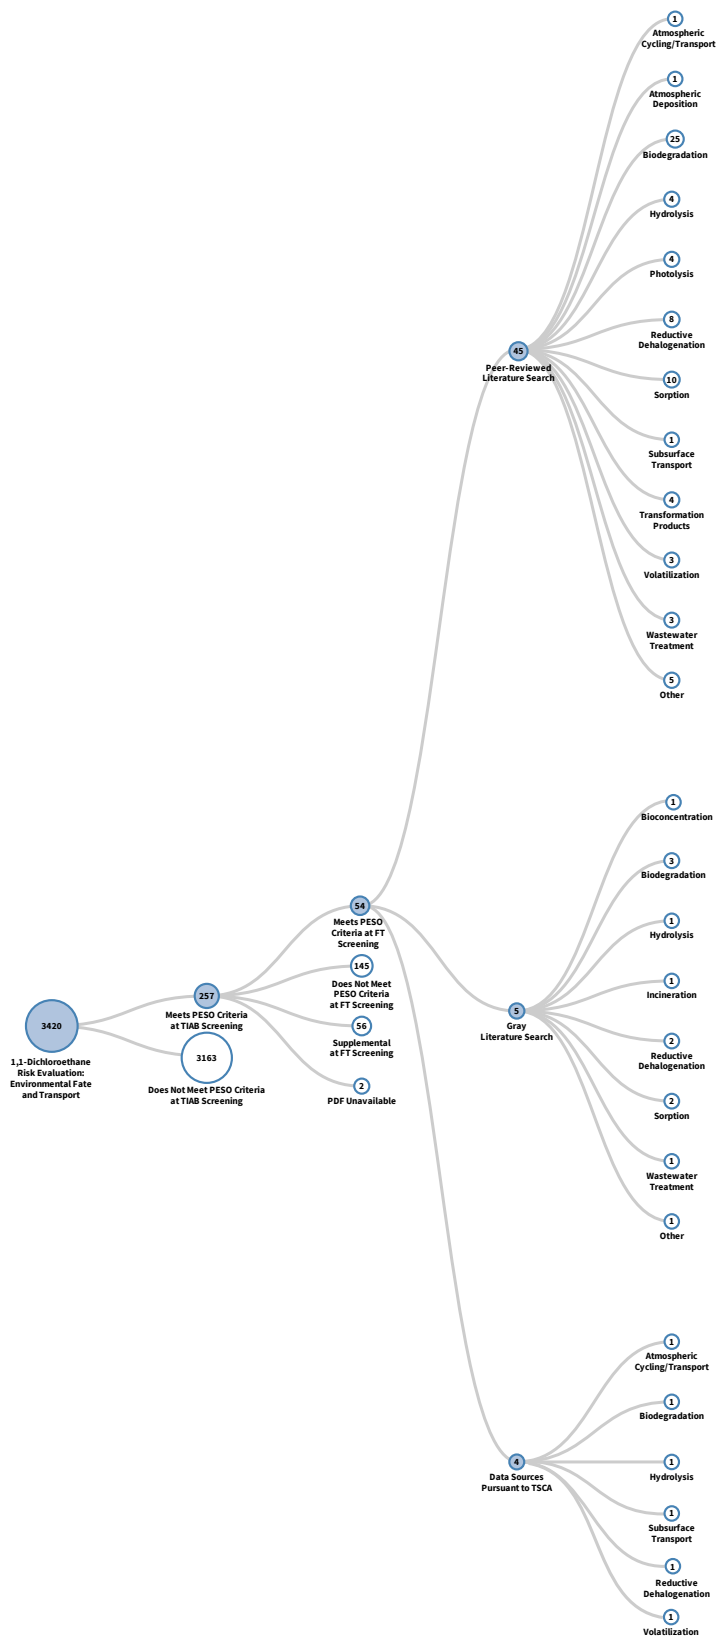 1
Atmospheric
Cycling/Transport
1
Atmospheric
Deposition
25
Biodegradation
4
Hydrolysis
4
Photolysis
8
Reductive
Dehalogenation
45
Peer-Reviewed
Literature Search
10
Sorption
1
Subsurface
Transport
4
Transformation
Products
3
Volatilization
3
Wastewater
Treatment
5
Other
1
Bioconcentration
3
Biodegradation
54
Meets PESO
Criteria at FT
Screening
1
Hydrolysis
145
Does Not Meet
PESO Criteria
at FT Screening
257
Meets PESO Criteria
at TIAB Screening
1
Incineration
5
Gray
Literature Search
3420
1,1-Dichloroethane
Risk Evaluation:
Environmental Fate
and Transport
56
Supplemental
at FT Screening
3163
Does Not Meet PESO Criteria
at TIAB Screening
2
Reductive
Dehalogenation
2
PDF Unavailable
2
Sorption
1
Wastewater
Treatment
1
Other
1
Atmospheric
Cycling/Transport
1
Biodegradation
4
Data Sources
Pursuant to TSCA
1
Hydrolysis
1
Subsurface
Transport
1
Reductive
Dehalogenation
1
Volatilization